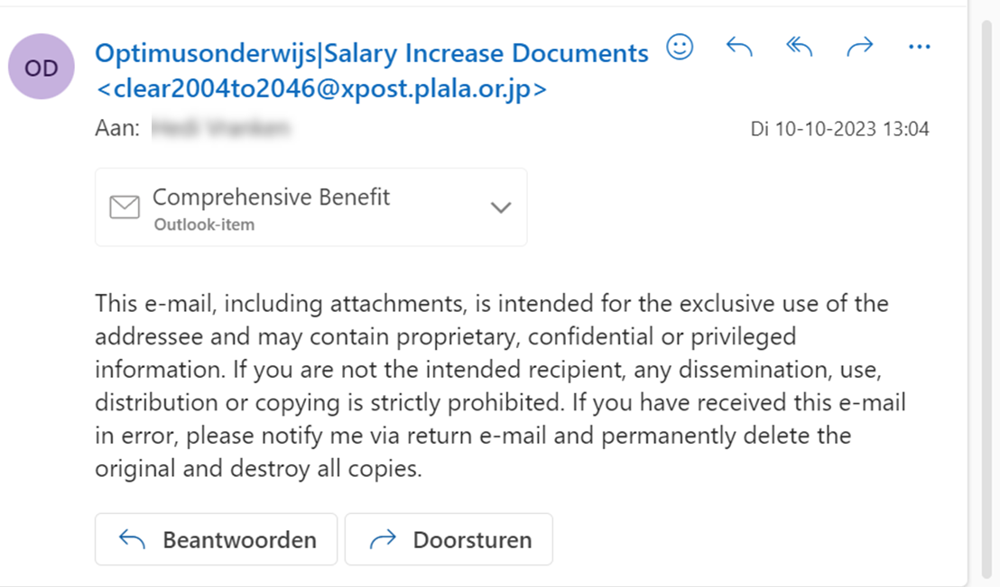 OD
Optimusonderwijs|Salary Increase Documents
<clear2004to2046@xpost.plala.or.jp>
Aan:
Di 10-10-2023 13:04
Comprehensive Benefit
Outlook-item
This e-mail, including attachments, is intended for the exclusive use of the
addressee and may contain proprietary, confidential or privileged
information. If you are not the intended recipient, any dissemination, use,
distribution or copying is strictly prohibited. If you have received this e-mail
in error, please notify me via return e-mail and permanently delete the
original and destroy all copies.
Beantwoorden
Doorsturen